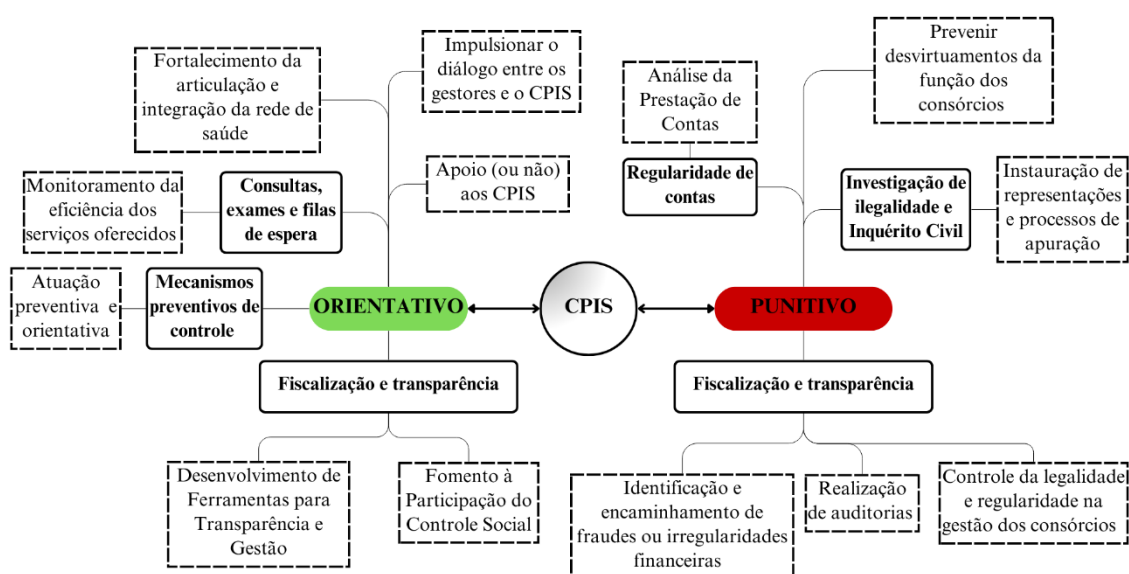 Fortalecimento da
articulação e
integração da rede de
saúde
Impulsionar o
diálogo entre os
gestores e o CPIS
Análise da
Prestação de
Contas
Prevenir
desvirtuamentos da
função dos
consórcios
Monitoramento da
eficiência dos
serviços oferecidos
Consultas,
exames e filas
de espera
Apoio (ou não)
aos CPIS
Regularidade de
contas
Investigação de
ilegalidade e
Inquérito Civil
Instauração de
representações
e processos de
apuração
Atuação
preventiva e
orientativa
Mecanismos
preventivos de
controle
ORIENTATIVO
CPIS
PUNITIVO
Fiscalização e transparência
Fiscalização e transparência
Desenvolvimento de
Ferramentas para
Transparência e
Gestão
Fomento à
Participação do
Controle Social
Identificação e
encaminhamento de
fraudes ou irregularidades
financeiras
Realização
de auditorias
Controle da legalidade
e regularidade na
gestão dos consórcios